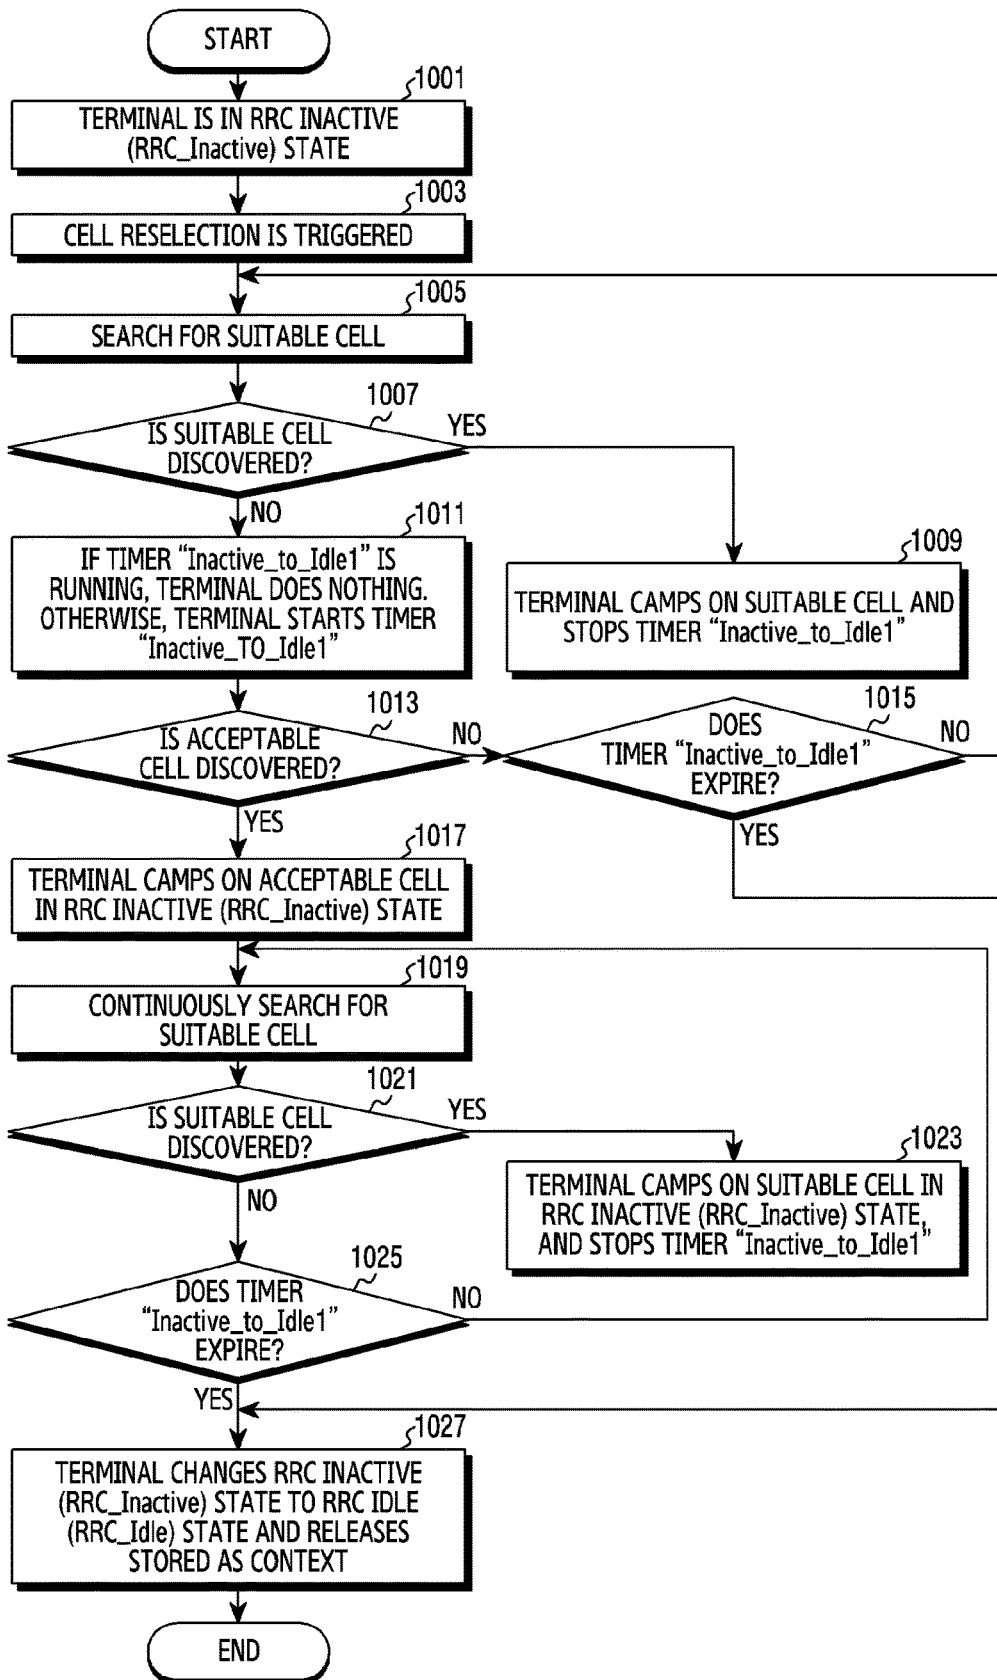 START
1001
TERMINAL IS IN RRC INACTIVE
(RRC_Inactive) STATE
1003
CELL RESELECTION IS TRIGGERED
1005
SEARCH FOR SUITABLE CELL
1007
IS SUITABLE CELL
DISCOVERED?
YES
NO
1011
IF TIMER “Inactive_to_Idle1” IS
RUNNING, TERMINAL DOES NOTHING.
OTHERWISE, TERMINAL STARTS TIMER
“Inactive_TO_Idle1”
1009
TERMINAL CAMPS ON SUITABLE CELL AND
STOPS TIMER “Inactive_to_Idle1”
1013
IS ACCEPTABLE
CELL DISCOVERED?
NO
YES
1015
DOES
TIMER “Inactive_to_Idle1”
EXPIRE?
NO
YES
1017
TERMINAL CAMPS ON ACCEPTABLE CELL
IN RRC INACTIVE (RRC_Inactive) STATE
1019
CONTINUOUSLY SEARCH FOR
SUITABLE CELL
1021
IS SUITABLE CELL
DISCOVERED?
YES
NO
1023
TERMINAL CAMPS ON SUITABLE CELL IN
RRC INACTIVE (RRC_Inactive) STATE,
AND STOPS TIMER “Inactive_to_Idle1”
1025
DOES TIMER
“Inactive_to_Idle1”
EXPIRE?
NO
YES
1027
TERMINAL CHANGES RRC INACTIVE
(RRC_Inactive) STATE TO RRC IDLE
(RRC_Idle) STATE AND RELEASES
STORED AS CONTEXT
END